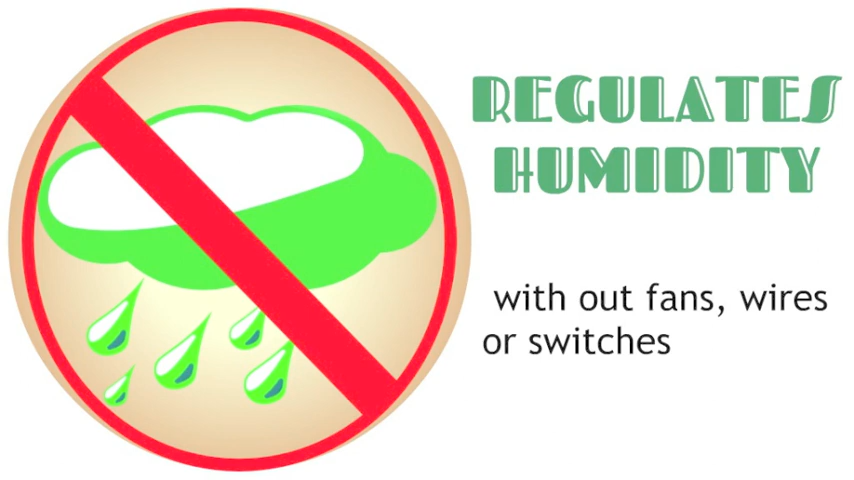 REGULATES
HUMIDITY
with out fans, wires
or switches